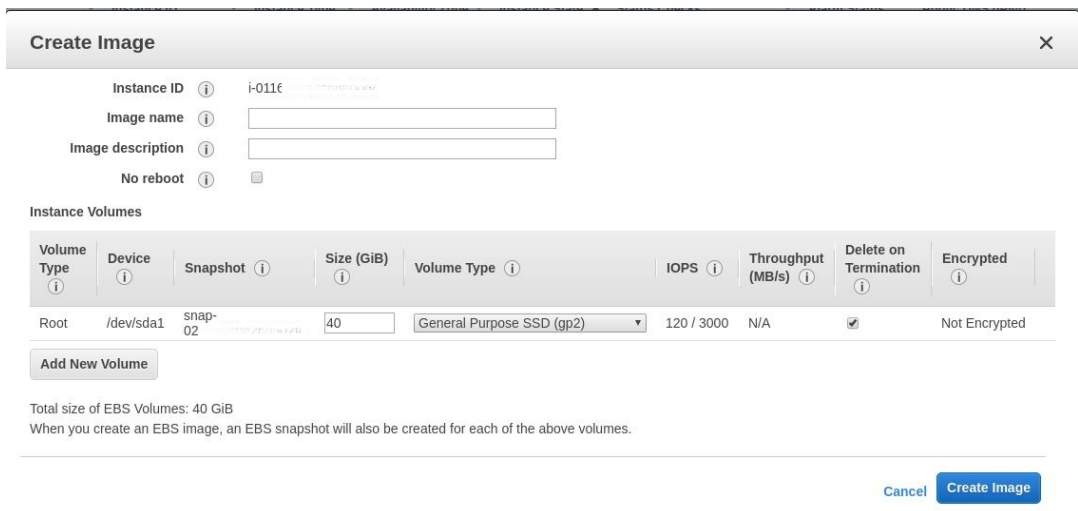 Create Image
Instance ID i-011
Image name
Image description
No reboot
Instance Volumes
Volume Type Device Snapshot Size (GiB) Volume Type IOPS Throughput (MB/s) Delete on Termination Encrypted
Root /dev/sda1 snap-02 40 General Purpose SSD (gp2) 120 / 3000 N/A Not Encrypted
Add New Volume
Total size of EBS Volumes: 40 GiB
When you create an EBS image, an EBS snapshot will also be created for each of the above volumes.
Cancel Create Image